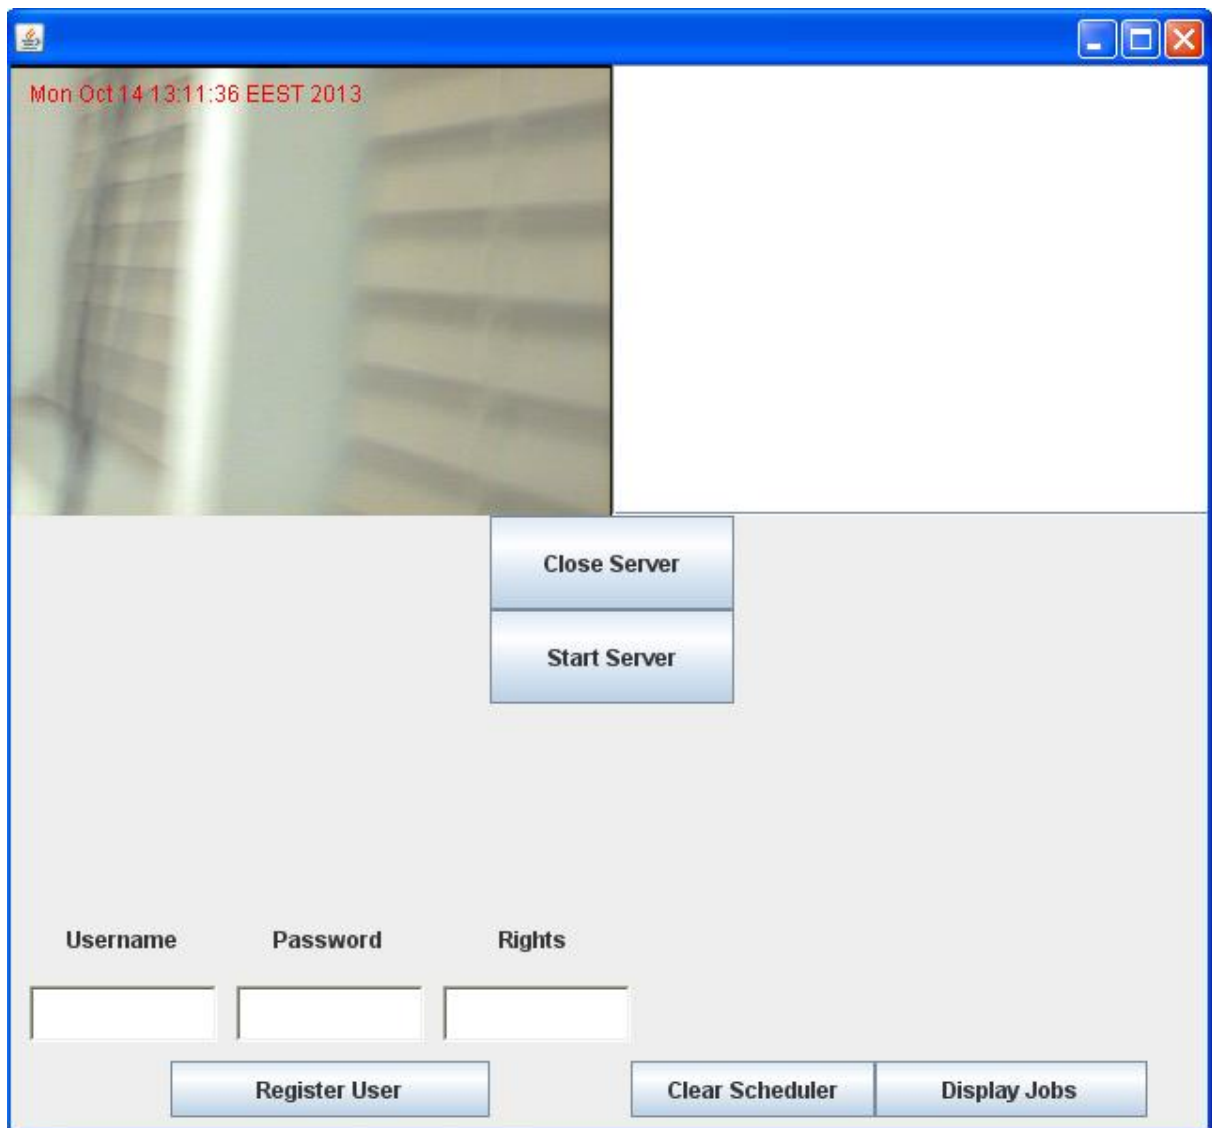 Mon Oct 14 13:11:36 EEST 2013
Close Server
Start Server
Username Password Rights
Register User Clear Scheduler Display Jobs